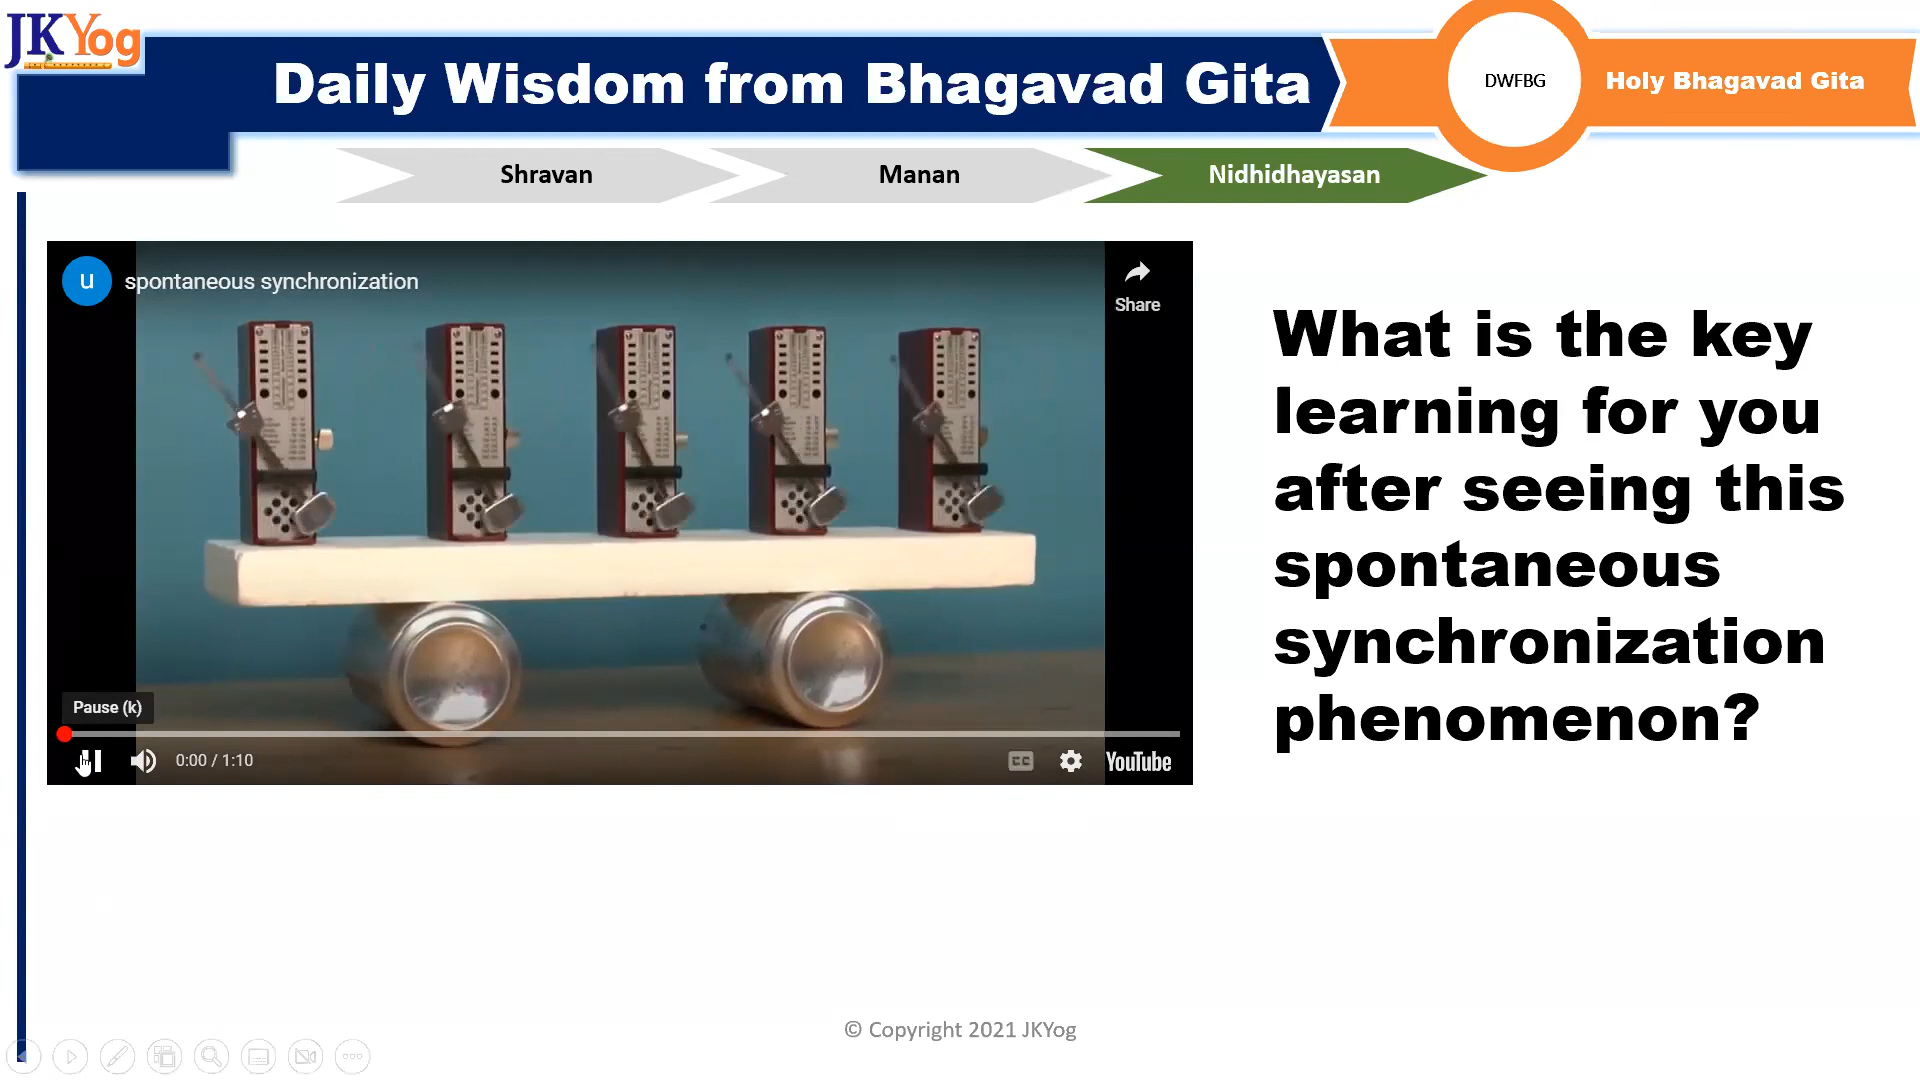 JKYog
Daily Wisdom from Bhagavad Gita
DWFBG
Holy Bhagavad Gita
Shravan
Manan
Nidhidhayasan
u
spontaneous synchronization
Share
What is the key
learning for you
after seeing this
spontaneous
synchronization
phenomenon?
Pause (k)
0:00 / 1:10
CC
YouTube
© Copyright 2021 JKYog